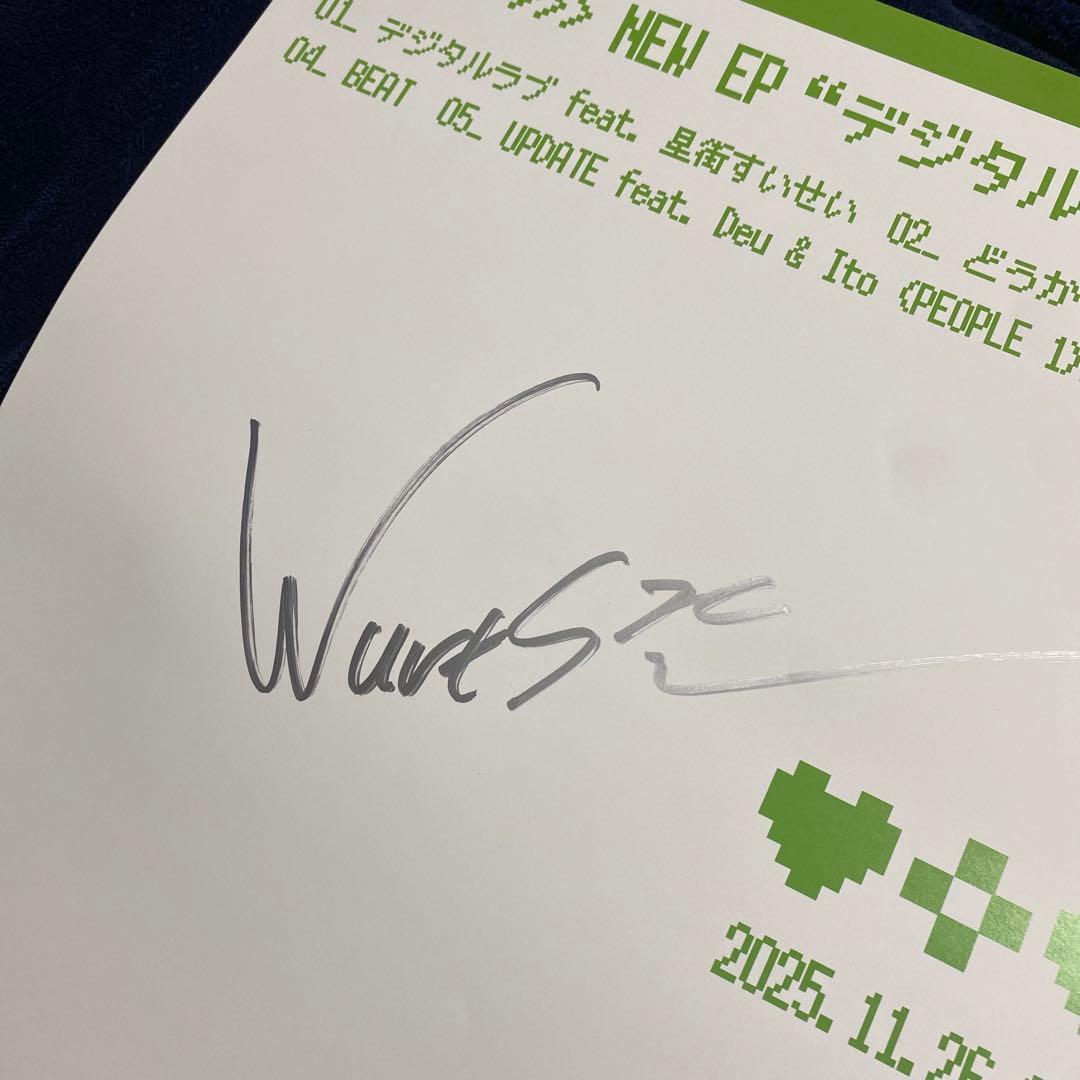 >>> NEW EP “デジタル
01_ デジタルラブ feat. 星街すいせい 02_ どうか
04_ BEAT 05_ UPDATE feat. Deu & Ito (PEOPLE 1)
WurtS
2025.11.26